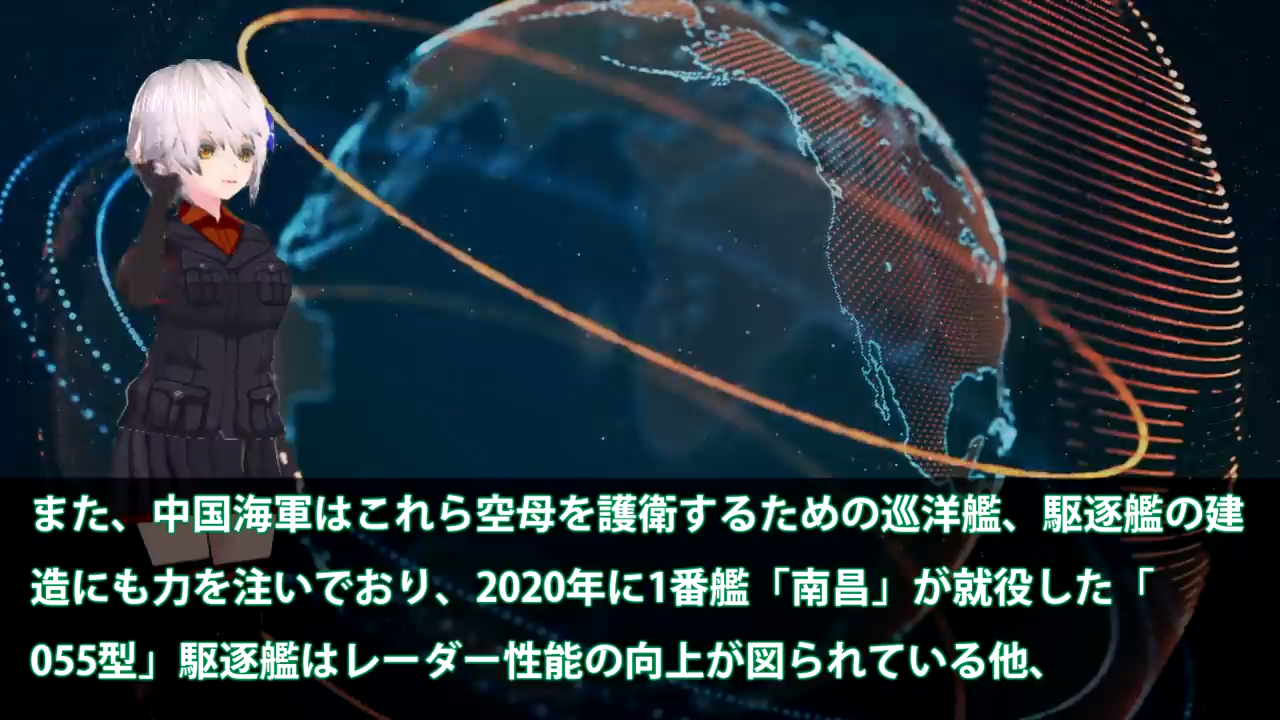 また、中国海軍はこれら空母を護衛するための巡洋艦、駆逐艦の建
造にも力を注いでおり、2020年に1番艦「南昌」が就役した「
055型」駆逐艦はレーダー性能の向上が図られている他、